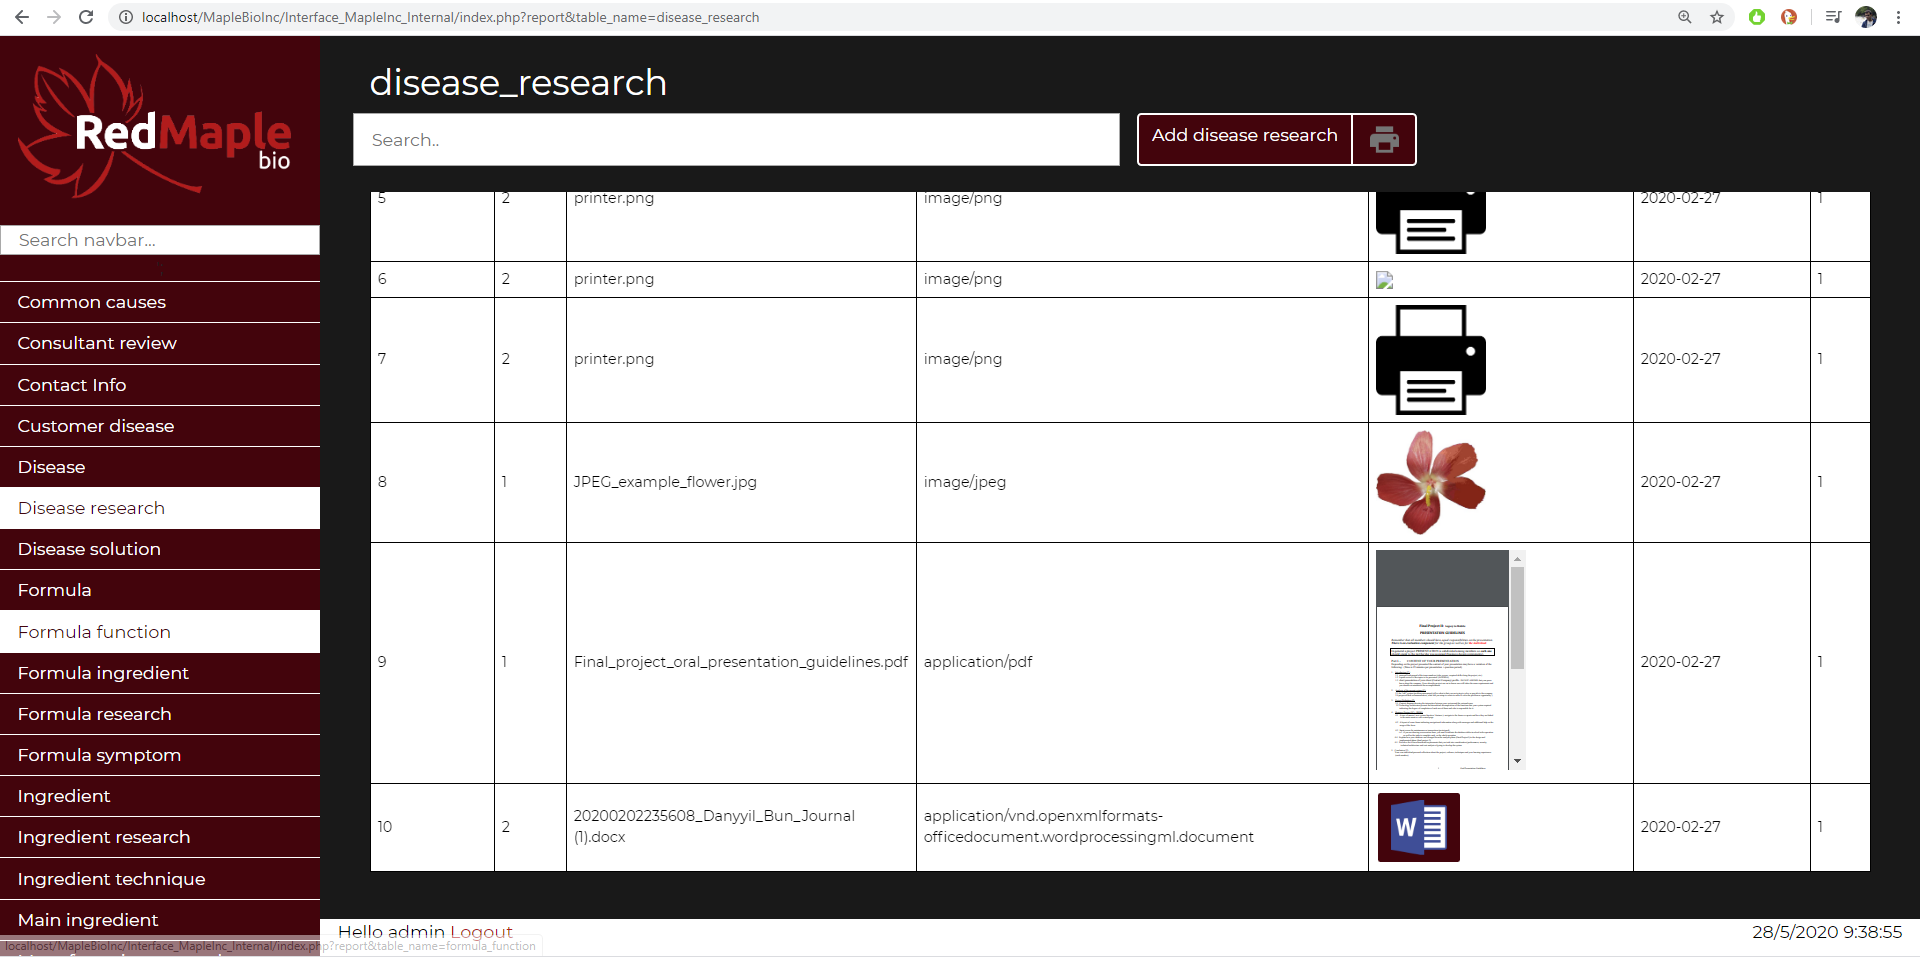 localhost/MapleBioInc/Interface_MapleInc_Internal/index.php?report&table_name=disease_research
RedMaple
bio
Search navbar...
Common causes
Consultant review
Contact Info
Customer disease
Disease
Disease research
Disease solution
Formula
Formula function
Formula ingredient
Formula research
Formula symptom
Ingredient
Ingredient research
Ingredient technique
Main ingredient
localhost/MapleBioInc/Interface_MapleInc_Internal/index.php?report&table_name=formula_function
disease_research
Search..
Add disease research
5 2 printer.png image/png 2020-02-27 1
6 2 printer.png image/png 2020-02-27 1
7 2 printer.png image/png 2020-02-27 1
8 1 JPEG_example_flower.jpg image/jpeg 2020-02-27 1
9 1 Final_project_oral_presentation_guidelines.pdf application/pdf 2020-02-27 1
PRESENTATION GUIDELINES
10 2 20200202235608_Danyyil_Bun_Journal application/vnd.openxmlformats- W 2020-02-27 1
(1).docx officedocument.wordprocessingml.document
Hello admin Logout
28/5/2020 9:38:55